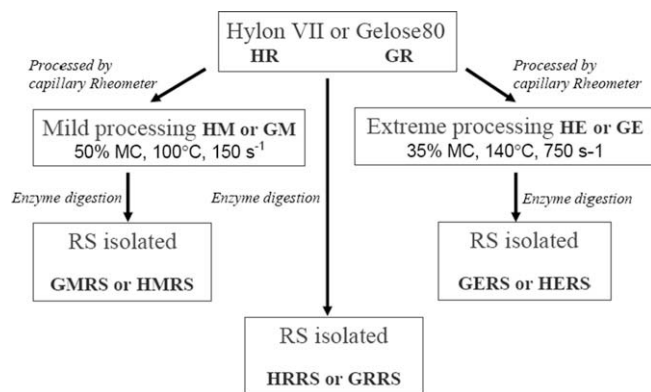 Hylon VII or Gelose80
HR GR
Processed by
capillary Rheometer
Processed by
capillary Rheometer
Mild processing HM or GM
50% MC, 100°C, 150 s⁻¹
Extreme processing HE or GE
35% MC, 140°C, 750 s-1
Enzyme digestion
Enzyme digestion
Enzyme digestion
RS isolated
GMRS or HMRS
RS isolated
GERS or HERS
RS isolated
HRRS or GRRS